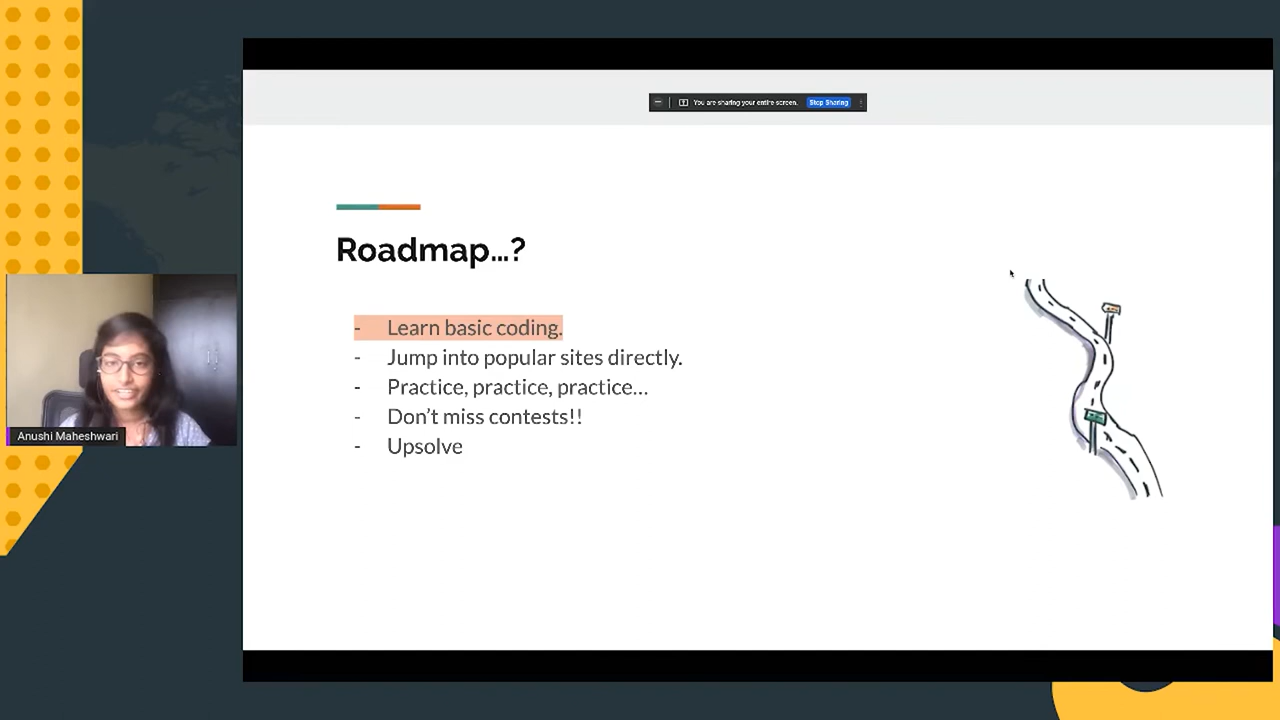 You are sharing your entire screen. Stop Sharing
Roadmap...?
- Learn basic coding.
- Jump into popular sites directly.
- Practice, practice, practice...
- Don't miss contests!!
- Upsolve
Anushi Maheshwari